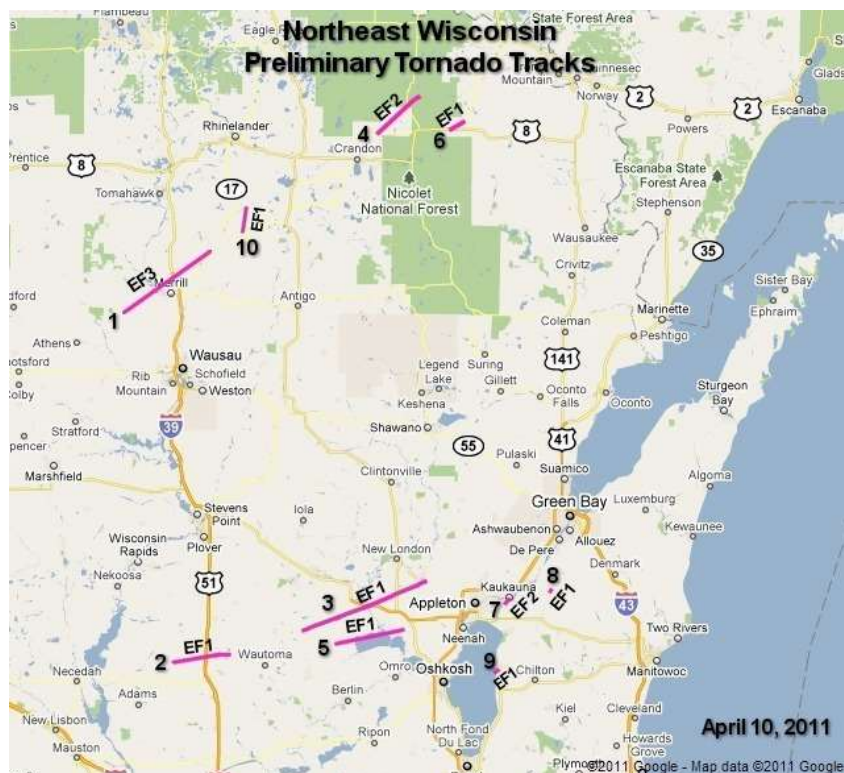 Flambeau
Eagle R
Northeast Wisconsin
State Forest Area
Preliminary Tornado Tracks
Mountain
unnesec
Norway
Glads
2
2
Escanaba
EF2
4
EF1
6
8
Powers
Rhinelander
Crandon
Prentice
8
Tomahawk
17
Nicolet
National Forest
Escanaba State
Forest Area
Stephenson
EF1
10
Wausaukee
35
EF3
Merrill
1
Crivitz
Sister Bay
Ephraim
Antigo
Marinette
Peshtigo
Coleman
Athens
Wausau
Rib
Mountain
Schofield
Weston
141
Legend
Lake
Suring
Gillett
Keshena
Oconto
Falls
Oconto
Sturgeon
Bay
otsford
Colby
39
Stratford
Spencer
Marshfield
Shawano
55
41
Pulaski
Suamico
Clintonville
Algoma
Stevens
Point
Iola
Green Bay
Luxemburg
Kewaunee
Ashwaubenon
Allouez
De Pere
Wisconsin
Rapids
Plover
Nekoosa
51
New London
Denmark
3
EF1
Appleton
Kaukauna
7
EF2
8
EF1
43
5
EF1
Neenah
Two Rivers
2
EF1
Wautoma
Omro
Oshkosh
9
EF1
Chilton
Manitowoc
Necedah
Adams
Berlin
Kiel
Cleveland
New Lisbon
Mauston
Ripon
North Fond
Du Lac
Howards
Grove
Plymouth
April 10, 2011
©2011 Google - Map data ©2011 Google